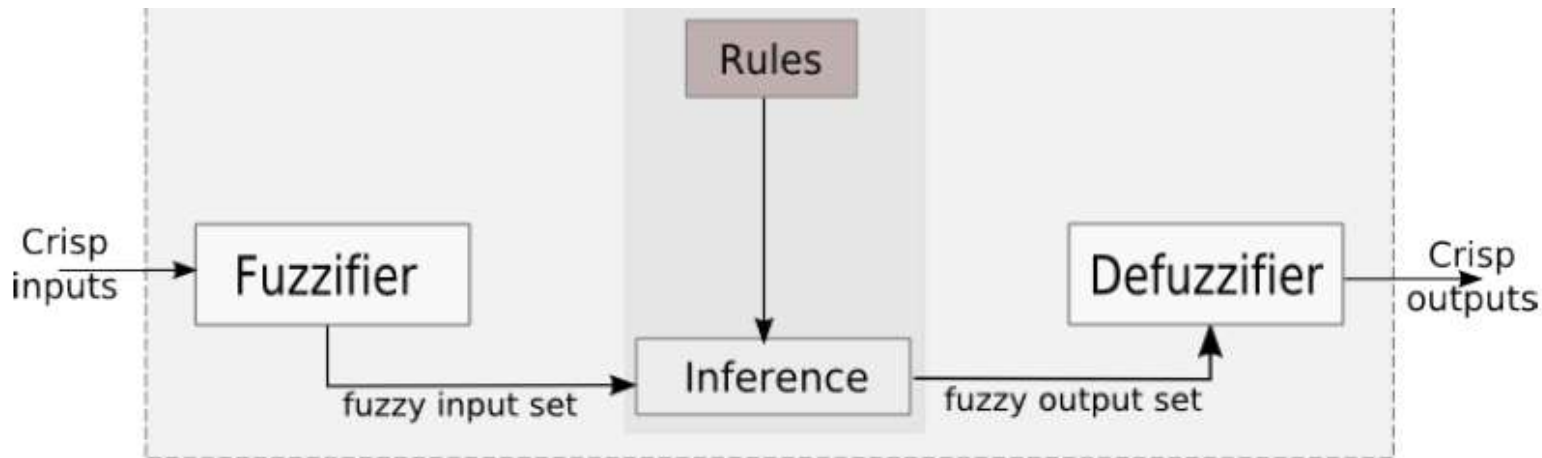 Rules
Crisp
inputs
Fuzzifier
Defuzzifier
Crisp
outputs
Inference
fuzzy input set
fuzzy output set